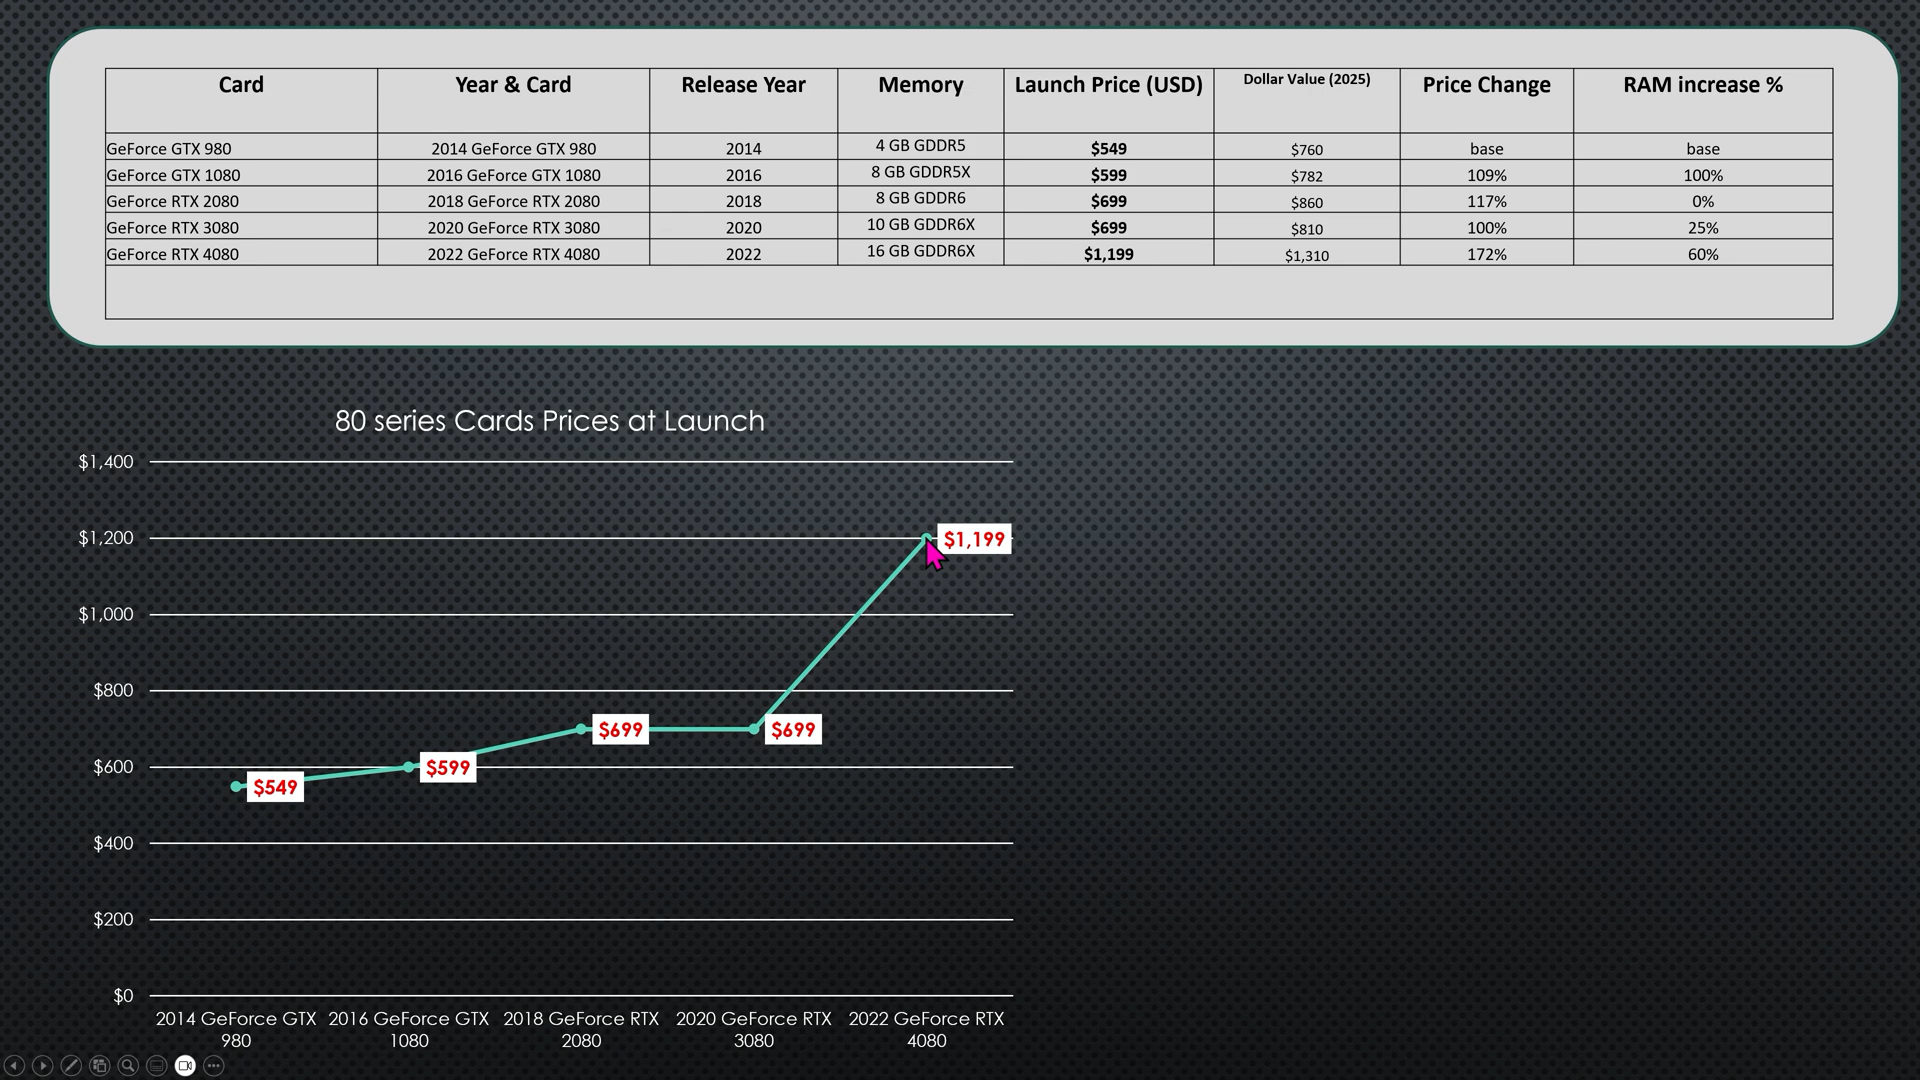 Card Year & Card Release Year Memory Launch Price (USD) Dollar Value (2025) Price Change RAM increase %
GeForce GTX 980 2014 GeForce GTX 980 2014 4 GB GDDR5 $549 $760 base base
GeForce GTX 1080 2016 GeForce GTX 1080 2016 8 GB GDDR5X $599 $782 109% 100%
GeForce RTX 2080 2018 GeForce RTX 2080 2018 8 GB GDDR6 $699 $860 117% 0%
GeForce RTX 3080 2020 GeForce RTX 3080 2020 10 GB GDDR6X $699 $810 100% 25%
GeForce RTX 4080 2022 GeForce RTX 4080 2022 16 GB GDDR6X $1,199 $1,310 172% 60%
80 series Cards Prices at Launch
$1,400
$1,200 $1,199
$1,000
$800
$699 $699
$600 $599
$549
$400
$200
$0
2014 GeForce GTX 2016 GeForce GTX 2018 GeForce RTX 2020 GeForce RTX 2022 GeForce RTX
980 1080 2080 3080 4080